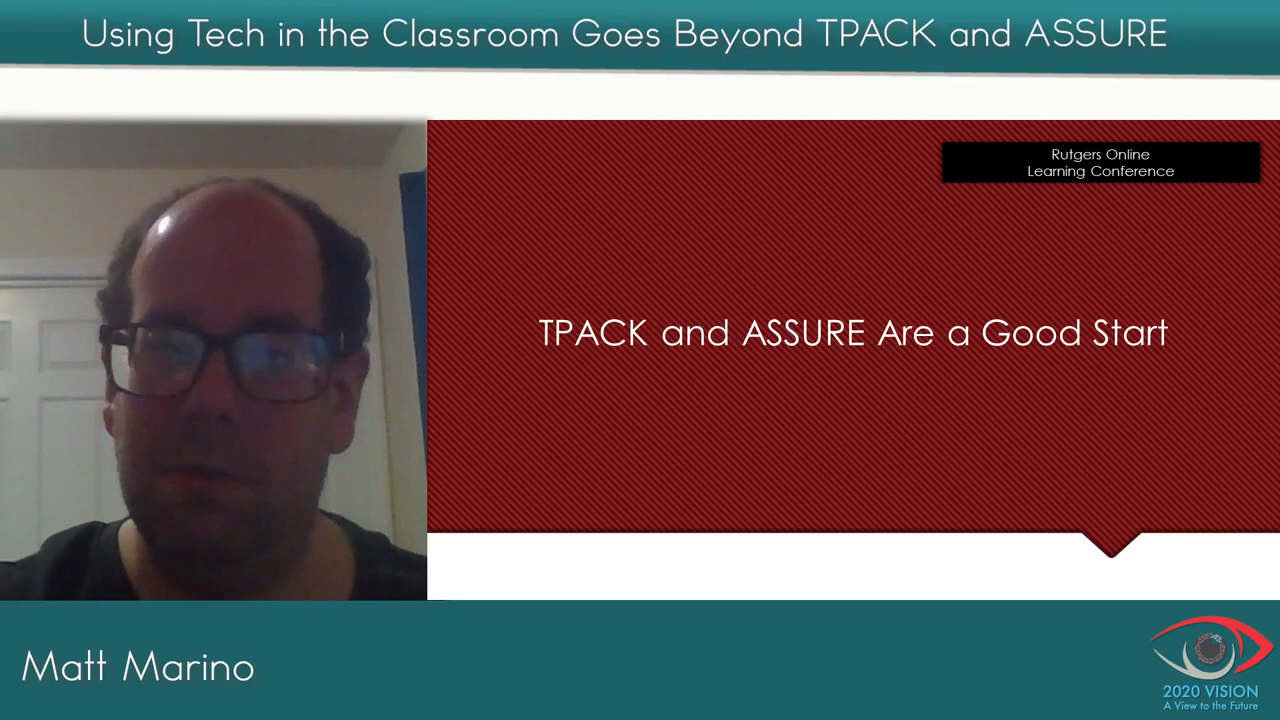 Using Tech in the Classroom Goes Beyond TPACK and ASSURE
Rutgers Online
Learning Conference
TPACK and ASSURE Are a Good Start
Matt Marino
2020 VISION
A View to the Future